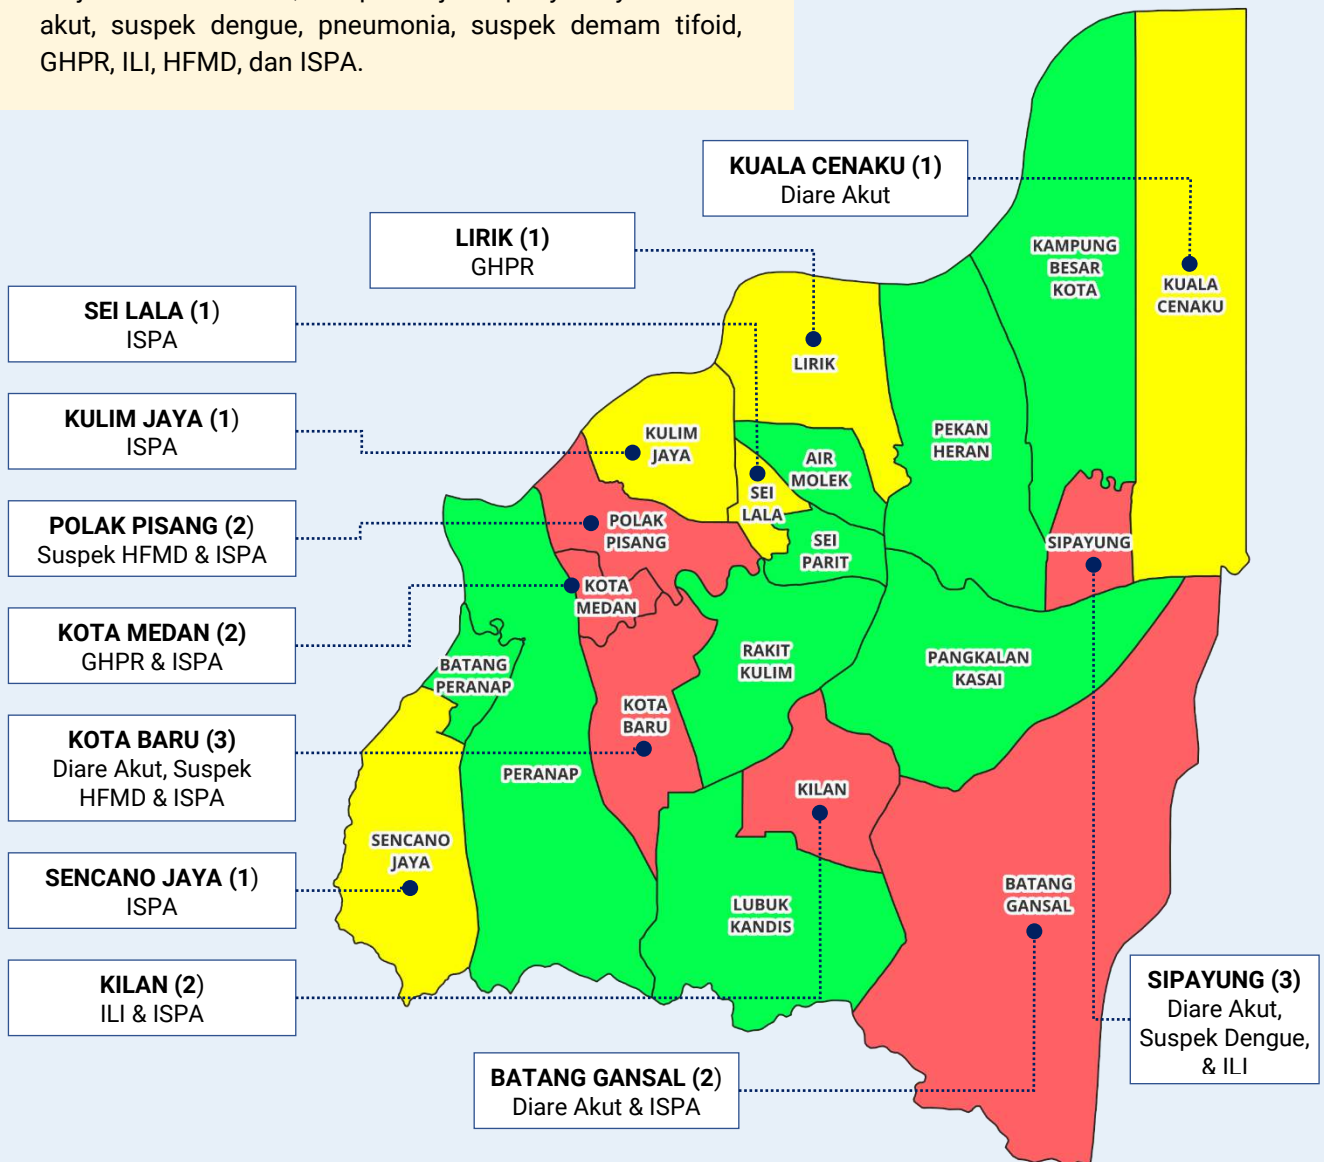 akut, suspek dengue, pneumonia, suspek demam tifoid,
GHPR, ILI, HFMD, dan ISPA.
KUALA CENAKU (1)
Diare Akut
LIRIK (1)
GHPR
SEI LALA (1)
ISPA
KULIM JAYA (1)
ISPA
POLAK PISANG (2)
Suspek HFMD & ISPA
KOTA MEDAN (2)
GHPR & ISPA
KOTA BARU (3)
Diare Akut, Suspek
HFMD & ISPA
SENCANO JAYA (1)
ISPA
KILAN (2)
ILI & ISPA
BATANG GANSAL (2)
Diare Akut & ISPA
SIPAYUNG (3)
Diare Akut,
Suspek Dengue,
& ILI
KAMPUNG
BESAR
KOTA
KUALA
CENAKU
LIRIK
PEKAN
HERAN
KULIM
JAYA
AIR
MOLEK
SEI
LALA
POLAK
PISANG
SEI
PARIT
SIPAYUNG
KOTA
MEDAN
BATANG
PERANAP
RAKIT
KULIM
PANGKALAN
KASAI
KOTA
BARU
PERANAP
KILAN
SENCANO
JAYA
LUBUK
KANDIS
BATANG
GANSAL